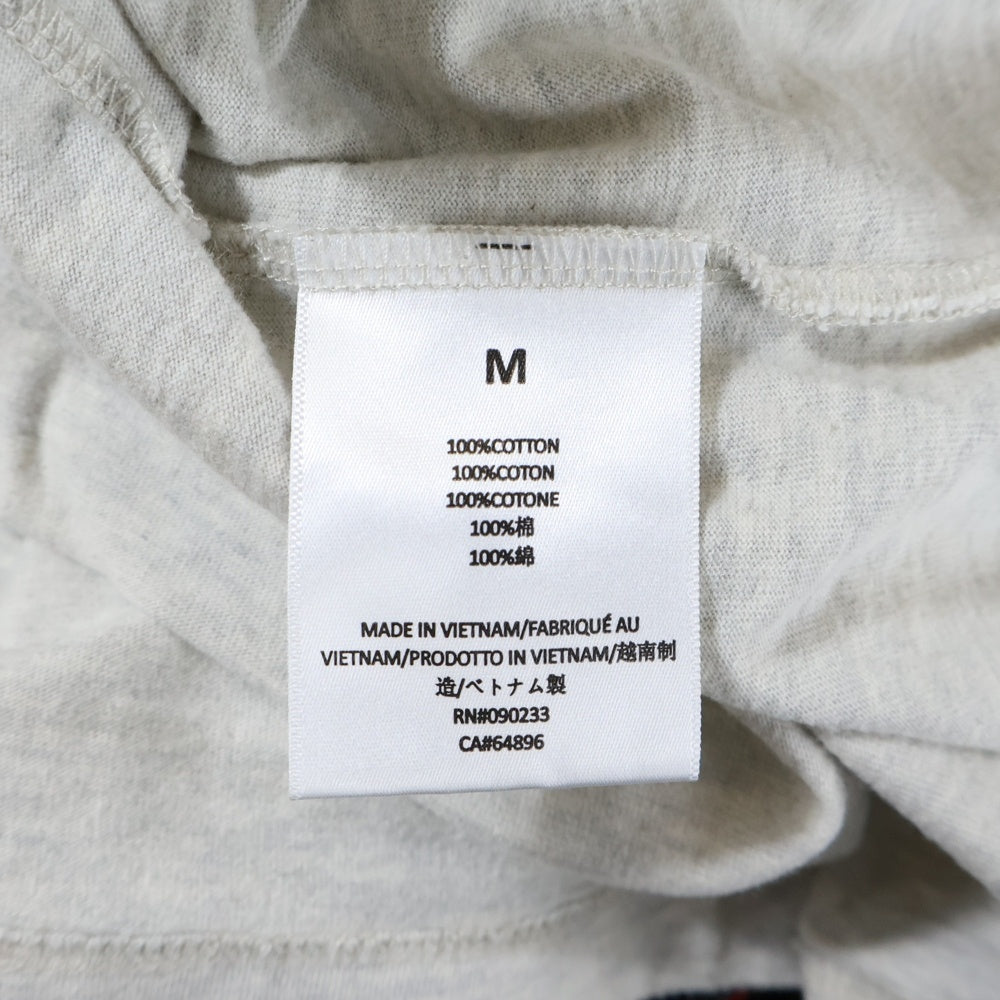 M
100%COTTON
100%COTON
100%COTONE
100%棉
100%綿
MADE IN VIETNAM/FABRIQUÉ AU
VIETNAM/PRODOTTO IN VIETNAM/越南制
造/ベトナム製
RN#090233
CA#64896